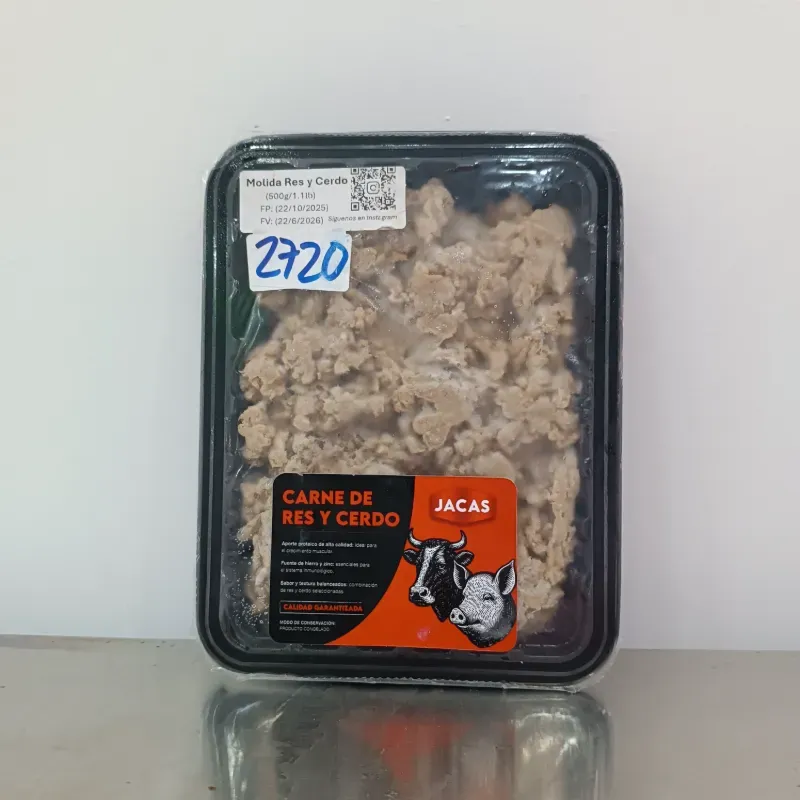 Molida Res y Cerdo
(500g/1.1lb)
FP: (22/10/2025)
FV: (22/6/2026)
Síguenos en Instagram
2720
CARNE DE
RES Y CERDO
JACAS
Aporte proteico de alta calidad: ideal para
el crecimiento muscular.
Fuente de hierro y zinc: esenciales para
el sistema inmunológico.
Sabor y textura balanceadas: combinación
de res y cerdo seleccionadas.
CALIDAD GARANTIZADA
MODO DE CONSERVACIÓN:
PRODUCTO CONGELADO